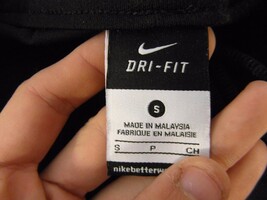 DRI-FIT
S
MADE IN MALAYSIA
FABRIQUE EN MALAISIE
S P CH